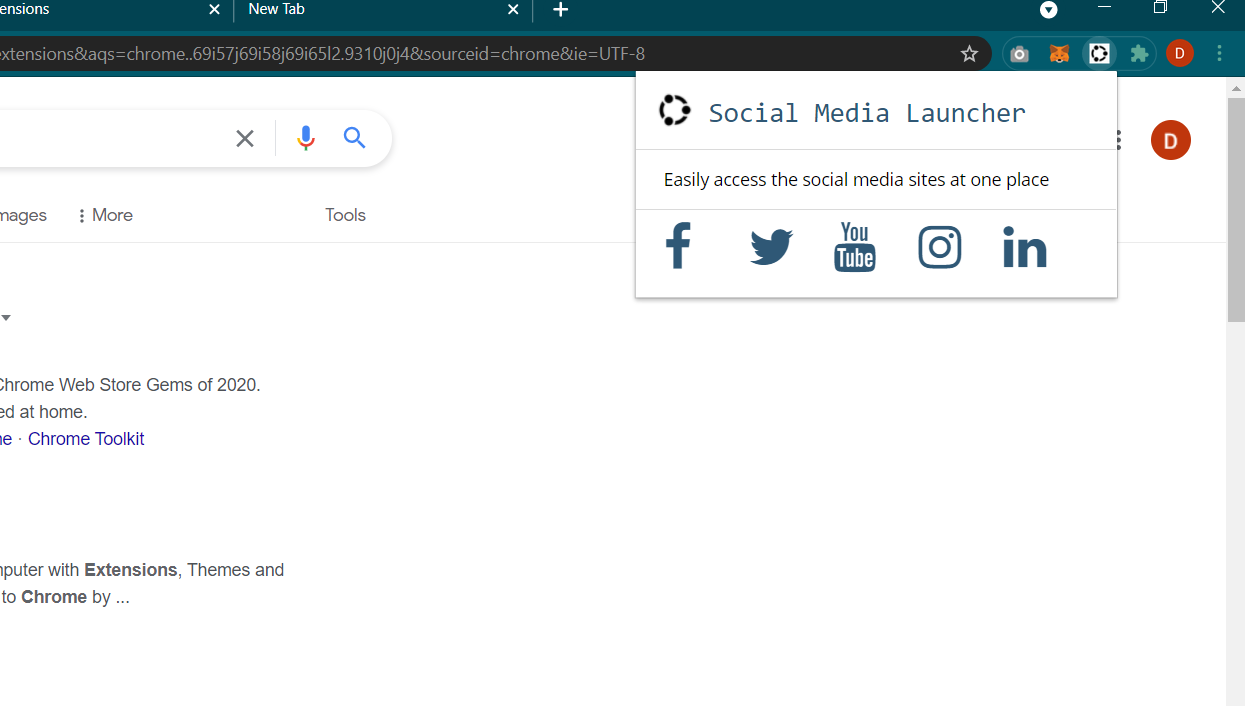 ensions
New Tab
extensions&aqs=chrome..69i57j69i58j69i65l2.9310j0j4&sourceid=chrome&ie=UTF-8
D
Social Media Launcher
D
Easily access the social media sites at one place
mages
More
Tools
f
You
Tube
in
Chrome Web Store Gems of 2020.
ed at home.
ne · Chrome Toolkit
nputer with Extensions, Themes and
to Chrome by ...